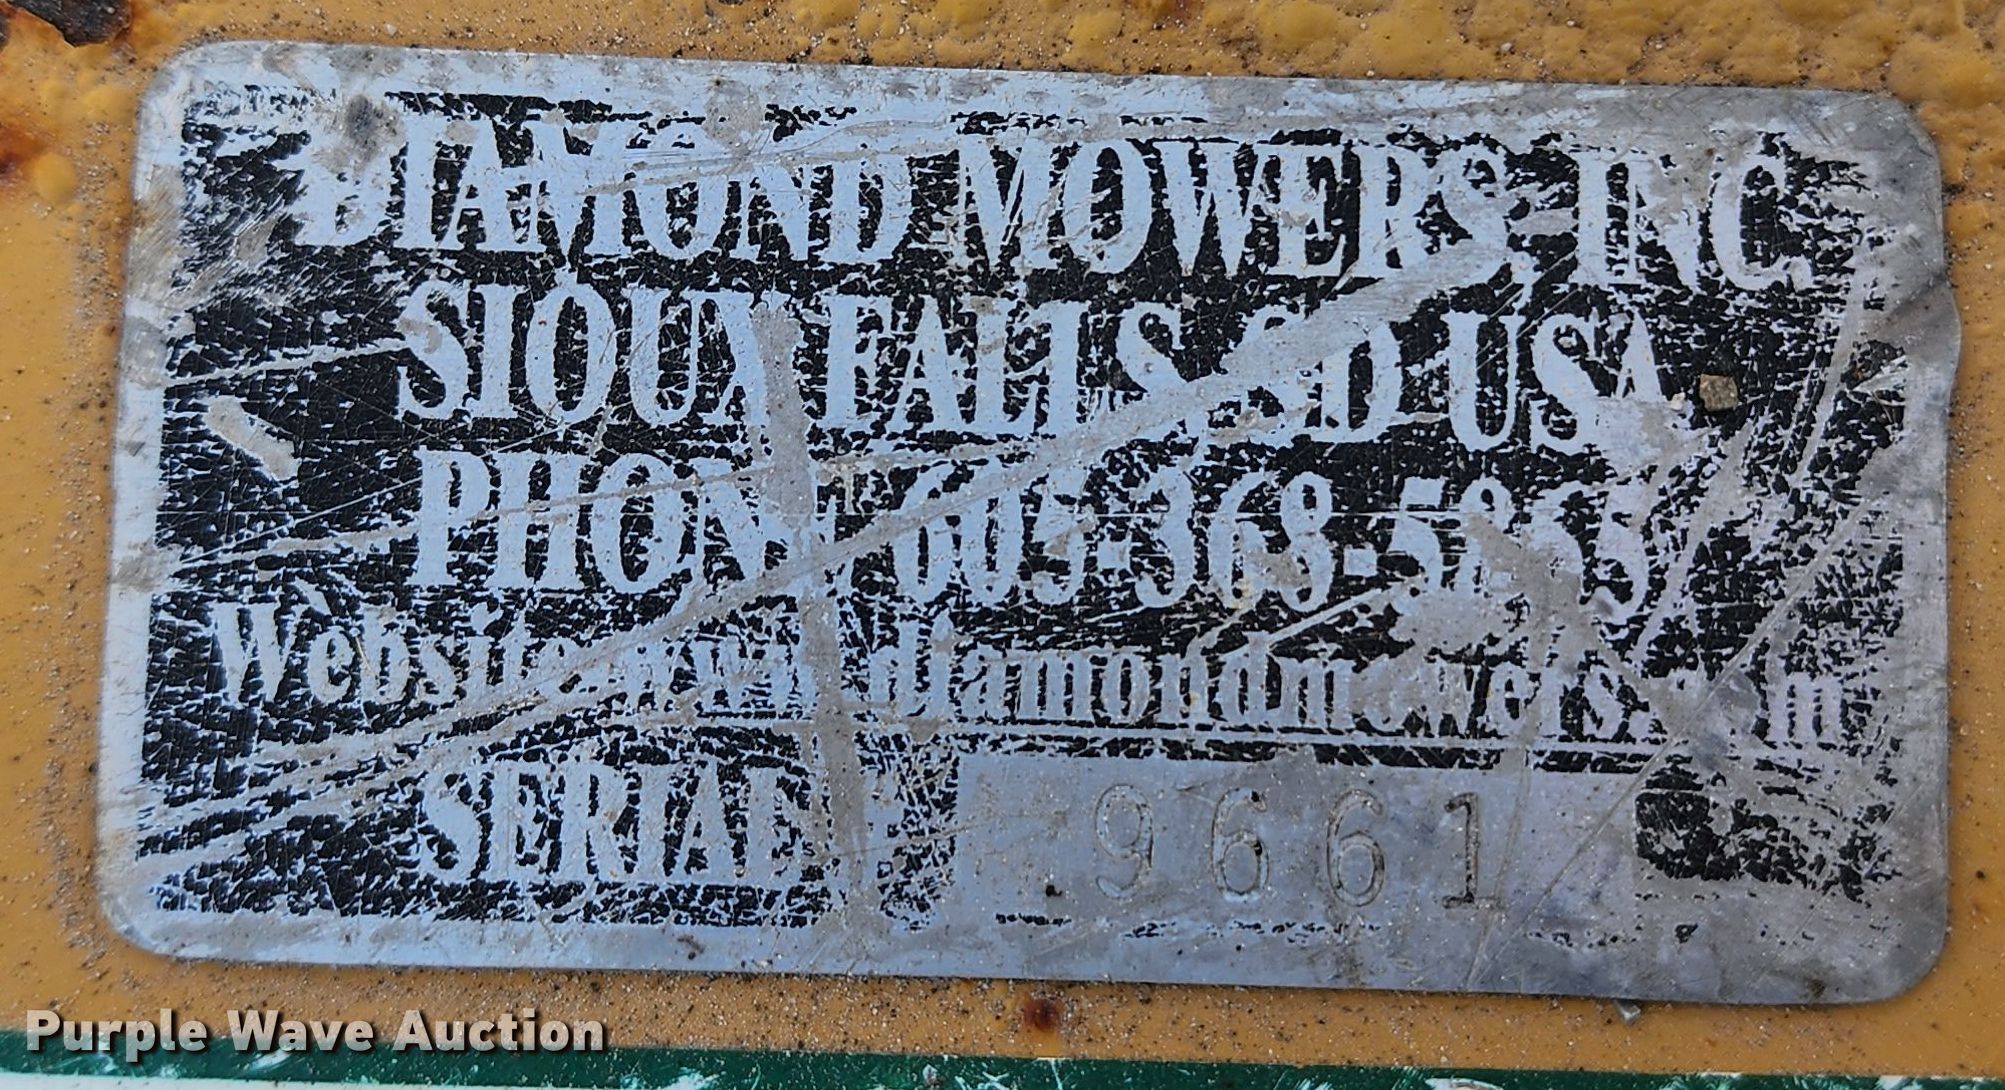 DIAMOND MOWERS INC.
SIOUX FALLS, SD USA
PHONE 605-368-5845
Website: www.diamondmowers.com
SERIAL 9661
Purple Wave Auction